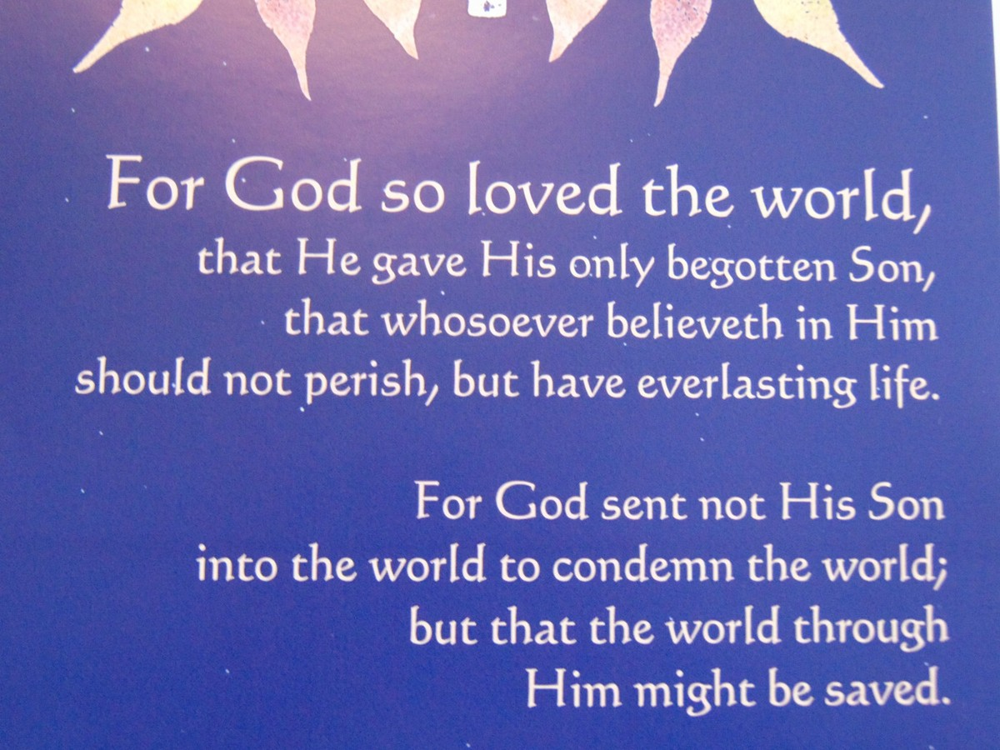 For God so loved the world,
that He gave His only begotten Son,
that whosoever believeth in Him
should not perish, but have everlasting life.
For God sent not His Son
into the world to condemn the world;
but that the world through
Him might be saved.